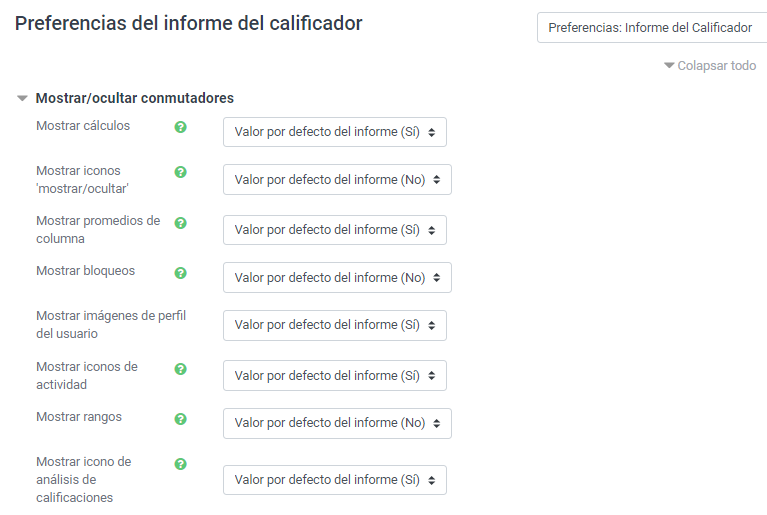 Preferencias del informe del calificador
Preferencias: Informe del Calificador
Colapsar todo
Mostrar/ocultar conmutadores
Mostrar cálculos
Valor por defecto del informe (Sí)
Mostrar iconos
'mostrar/ocultar'
Valor por defecto del informe (No)
Mostrar promedios de
columna
Valor por defecto del informe (Sí)
Mostrar bloqueos
Valor por defecto del informe (No)
Mostrar imágenes de perfil
del usuario
Valor por defecto del informe (Sí)
Mostrar iconos de
actividad
Valor por defecto del informe (Sí)
Mostrar rangos
Valor por defecto del informe (No)
Mostrar icono de
análisis de
calificaciones
Valor por defecto del informe (Sí)